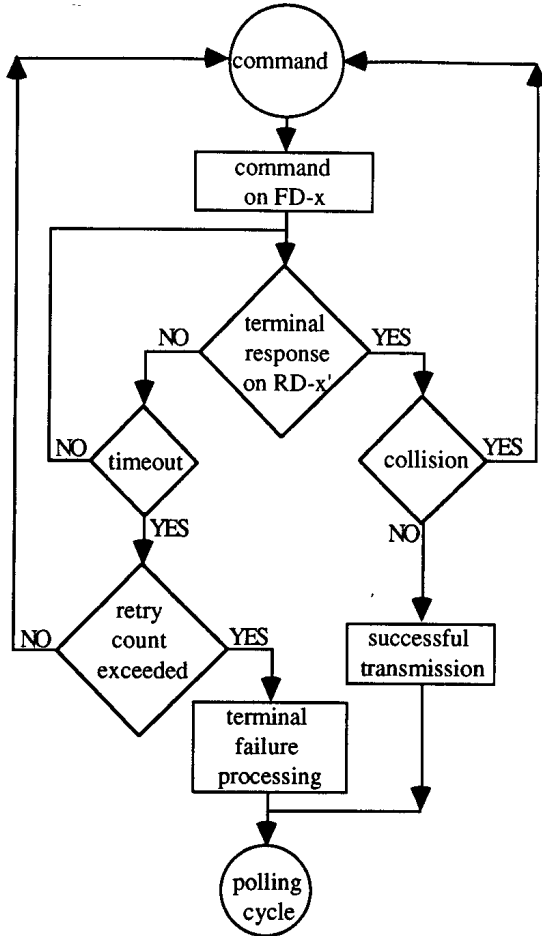 command
command
on FD-x
terminal
response
on RD-x'
NO
YES
timeout
NO
YES
collision
YES
NO
retry
count
exceeded
NO
YES
successful
transmission
terminal
failure
processing
polling
cycle